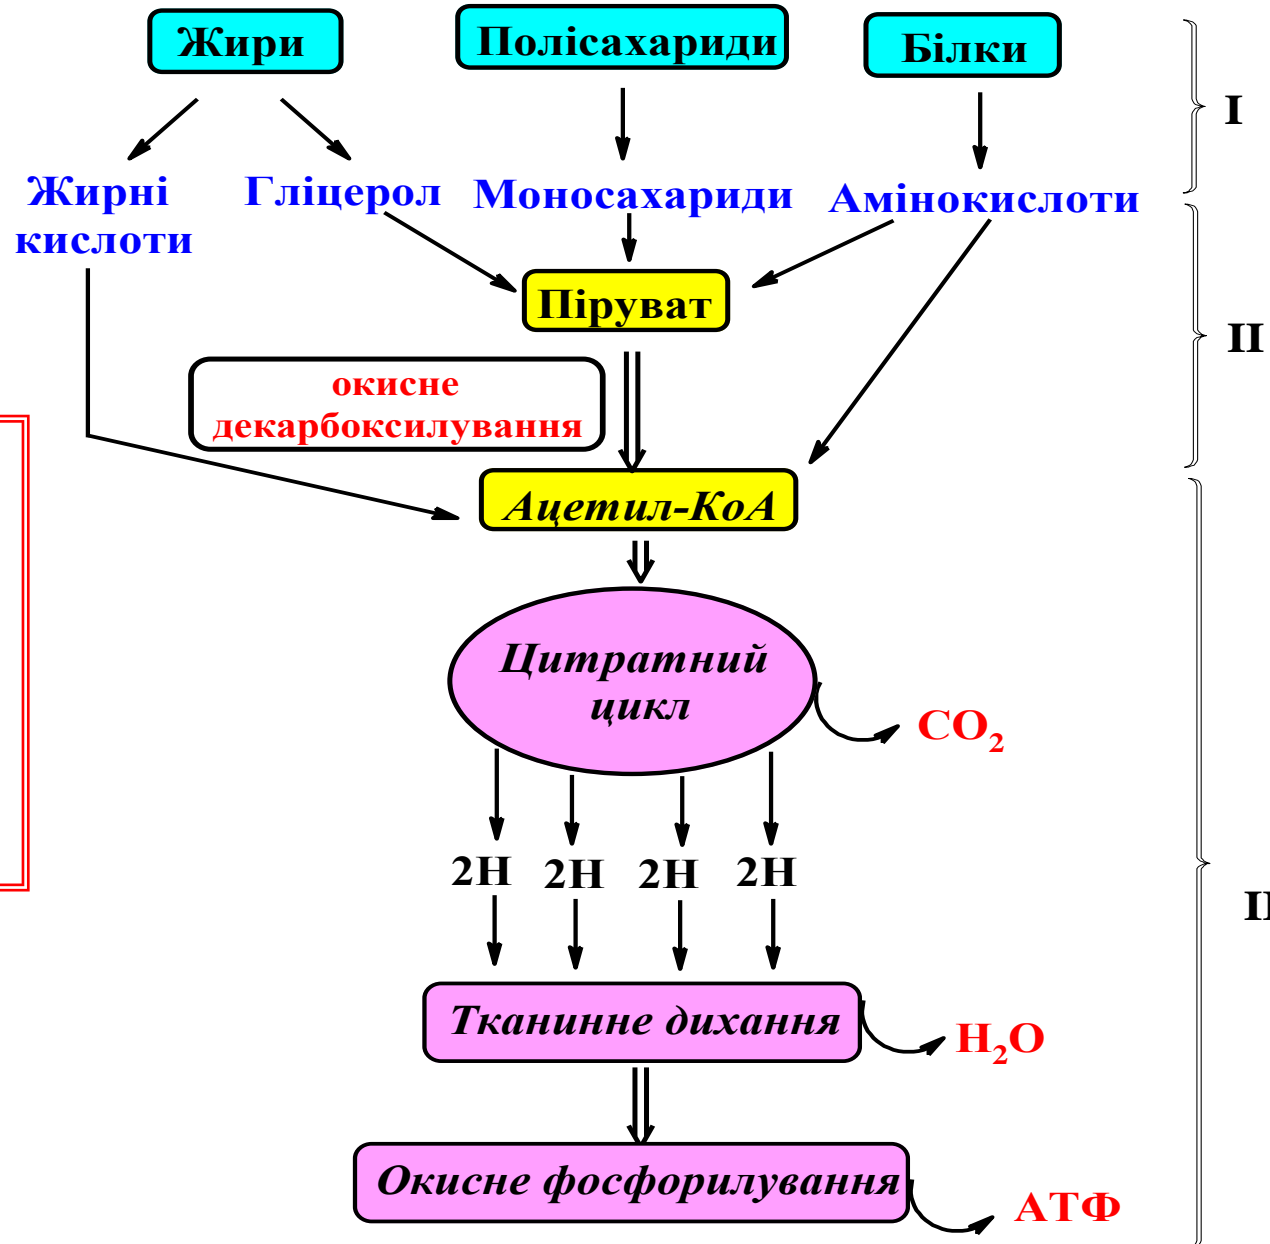 Жири
Полісахариди
Білки
I
Жирні
кислоти
Гліцерол
Моносахариди
Амінокислоти
Піруват
II
окисне
декарбоксилування
Ацетил-КоА
Цитратний
цикл
CO₂
2H 2H 2H 2H
Тканинне дихання
H₂O
Окисне фосфорилування
АТФ